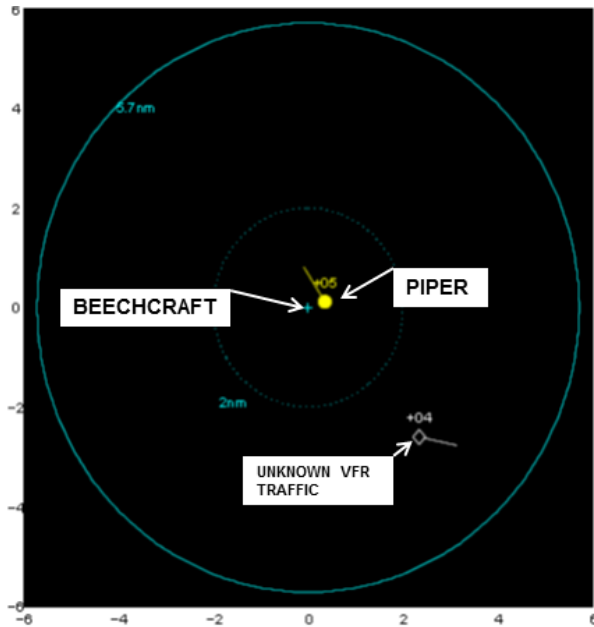 6
4
2
0
-2
-4
-6
5.7nm
+05
PIPER
BEECHCRAFT
2nm
+04
UNKNOWN VFR
TRAFFIC
-6
-4
-2
0
2
4
6